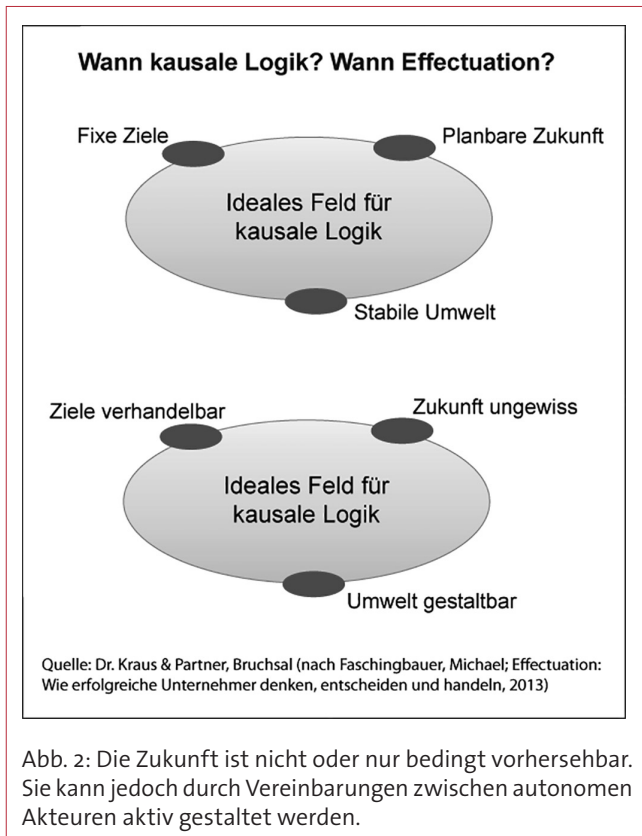 Wann kausale Logik? Wann Effectuation?
Fixe Ziele
Planbare Zukunft
Ideales Feld für
kausale Logik
Stabile Umwelt
Ziele verhandelbar
Zukunft ungewiss
Ideales Feld für
kausale Logik
Umwelt gestaltbar
Quelle: Dr. Kraus & Partner, Bruchsal (nach Faschingbauer, Michael; Effectuation:
Wie erfolgreiche Unternehmer denken, entscheiden und handeln, 2013)
Abb. 2: Die Zukunft ist nicht oder nur bedingt vorhersehbar.
Sie kann jedoch durch Vereinbarungen zwischen autonomen
Akteuren aktiv gestaltet werden.